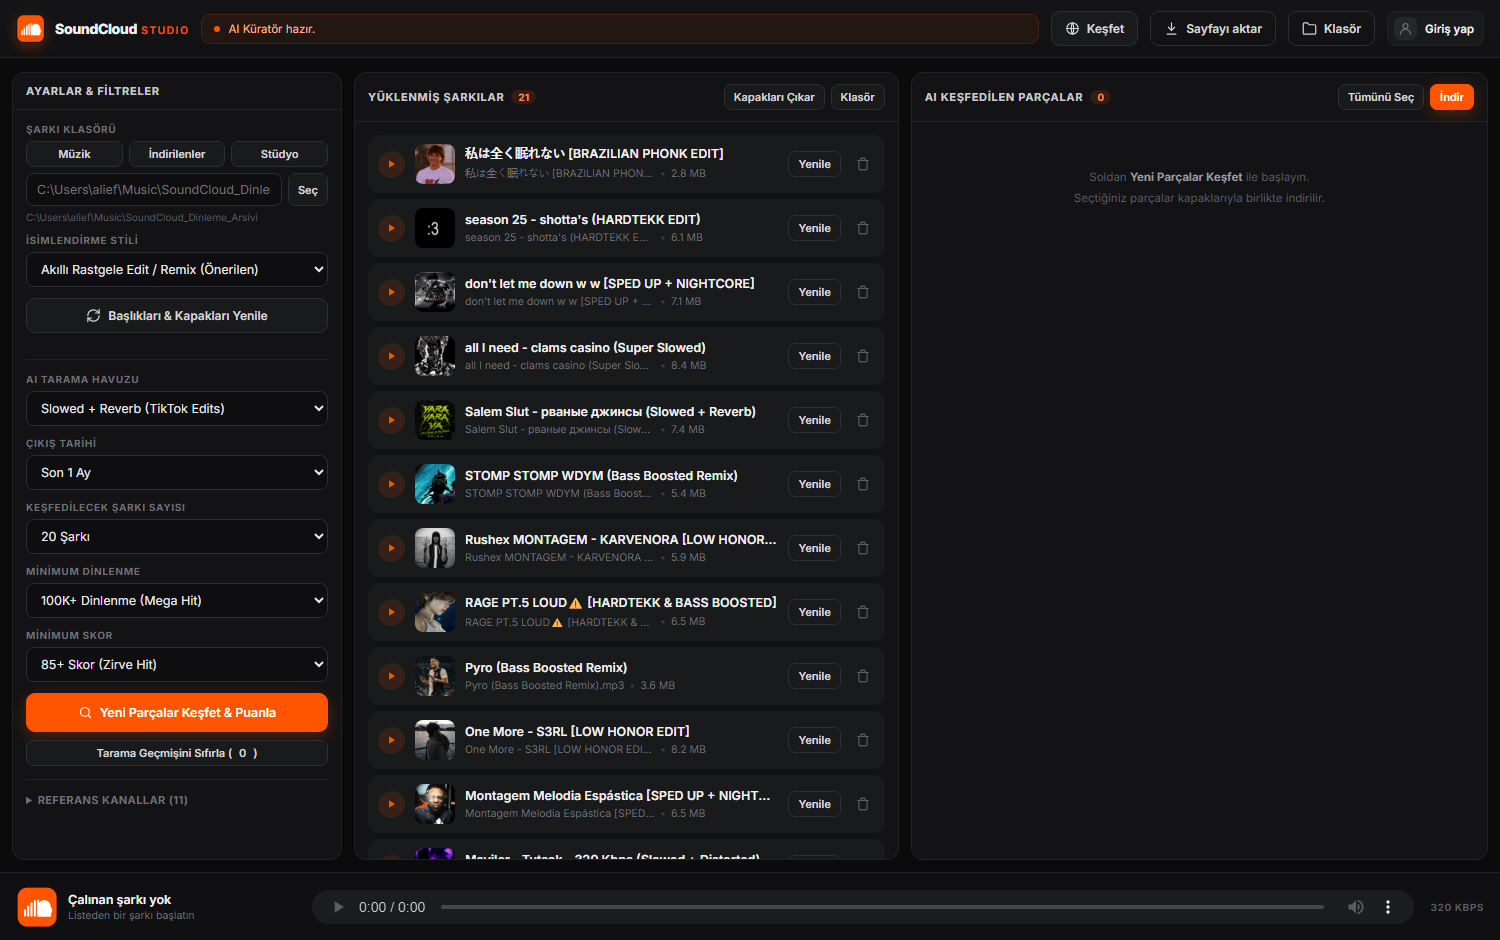 SoundCloud STUDIO
AI Küratör hazır.
Keşfet
Sayfayı aktar
Klasör
Giriş yap
AYARLAR & FİLTRELER
ŞARKI KLASÖRÜ
Müzik
İndirilenler
Stüdyo
C:\Users\alief\Music\SoundCloud_Dinle
Seç
C:\Users\alief\Music\SoundCloud_Dinleme_Arsivi
İSİMLENDİRME STİLİ
Akıllı Rastgele Edit / Remix (Önerilen)
Başlıkları & Kapakları Yenile
AI TARAMA HAVUZU
Slowed + Reverb (TikTok Edits)
ÇIKIŞ TARİHİ
Son 1 Ay
KEŞFEDİLECEK ŞARKI SAYISI
20 Şarkı
MİNİMUM DİNLENME
100K+ Dinlenme (Mega Hit)
MİNİMUM SKOR
85+ Skor (Zirve Hit)
Yeni Parçalar Keşfet & Puanla
Tarama Geçmişini Sıfırla ( 0 )
REFERANS KANALLAR (11)
YÜKLENMİŞ ŞARKILAR 21
Kapakları Çıkar
Klasör
私は全く眠れない [BRAZILIAN PHONK EDIT]
私は全く眠れない [BRAZILIAN PHON... • 2.8 MB
Yenile
season 25 - shotta's (HARDTEKK EDIT)
season 25 - shotta's (HARDTEKK E... • 6.1 MB
Yenile
:3
don't let me down w w [SPED UP + NIGHTCORE]
don't let me down w w [SPED UP + ... • 7.1 MB
Yenile
all I need - clams casino (Super Slowed)
all I need - clams casino (Super Slo... • 8.4 MB
Yenile
Salem Slut - рваные джинсы (Slowed + Reverb)
Salem Slut - рваные джинсы (Slow... • 7.4 MB
Yenile
STOMP STOMP WDYM (Bass Boosted Remix)
STOMP STOMP WDYM (Bass Boost... • 5.4 MB
Yenile
Rushex MONTAGEM - KARVENORA [LOW HONOR...
Rushex MONTAGEM - KARVENORA ... • 5.9 MB
Yenile
RAGE PT.5 LOUD⚠️ [HARDTEKK & BASS BOOSTED]
RAGE PT.5 LOUD⚠️ [HARDTEKK & ... • 6.5 MB
Yenile
Pyro (Bass Boosted Remix)
Pyro (Bass Boosted Remix).mp3 • 3.6 MB
Yenile
One More - S3RL [LOW HONOR EDIT]
One More - S3RL [LOW HONOR EDI... • 8.2 MB
Yenile
Montagem Melodia Espástica [SPED UP + NIGHT...
Montagem Melodia Espástica [SPED... • 6.5 MB
Yenile
AI KEŞFEDİLEN PARÇALAR 0
Tümünü Seç
İndir
Soldan Yeni Parçalar Keşfet ile başlayın.
Seçtiğiniz parçalar kapaklarıyla birlikte indirilir.
Çalınan şarkı yok
Listeden bir şarkı başlatın
0:00 / 0:00
320 KBPS